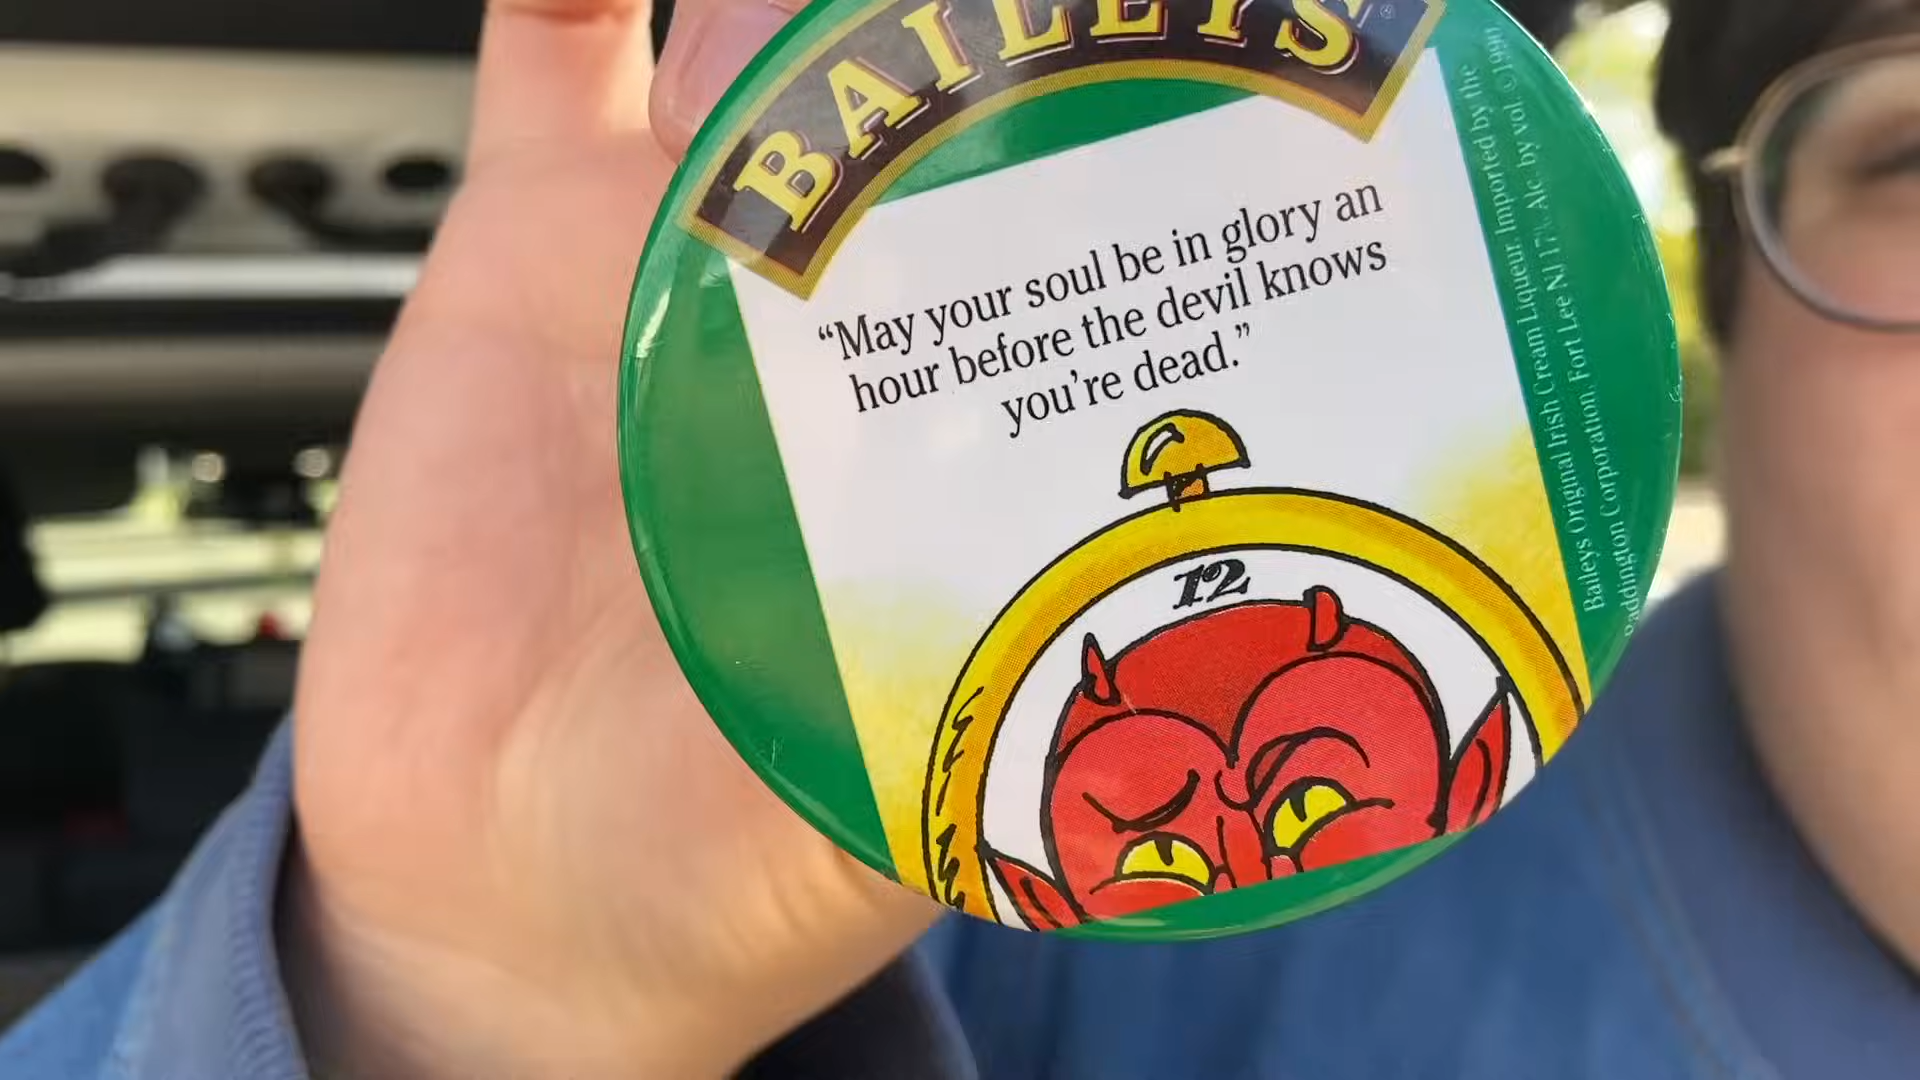 BAILEYS®
“May your soul be in glory an
hour before the devil knows
you’re dead.”
12
Baileys Original Irish Cream Liqueur. Imported by the
Paddington Corporation, Fort Lee NJ 17% Alc. by vol. ©1990